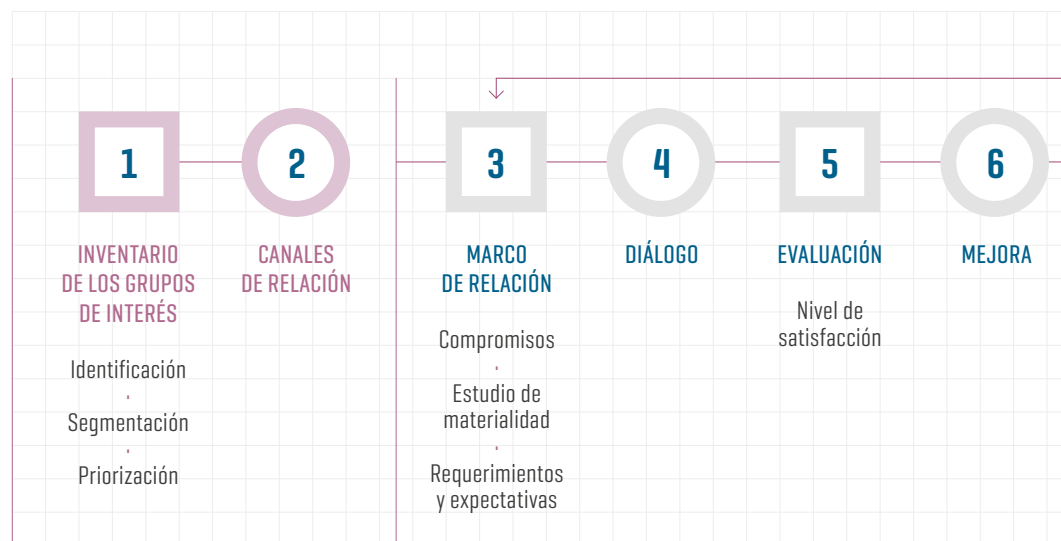 1
INVENTARIO
DE LOS GRUPOS
DE INTERÉS
Identificación
Segmentación
Priorización
2
CANALES
DE RELACIÓN
3
MARCO
DE RELACIÓN
Compromisos
Estudio de
materialidad
Requerimientos
y expectativas
4
DIÁLOGO
5
EVALUACIÓN
Nivel de
satisfacción
6
MEJORA